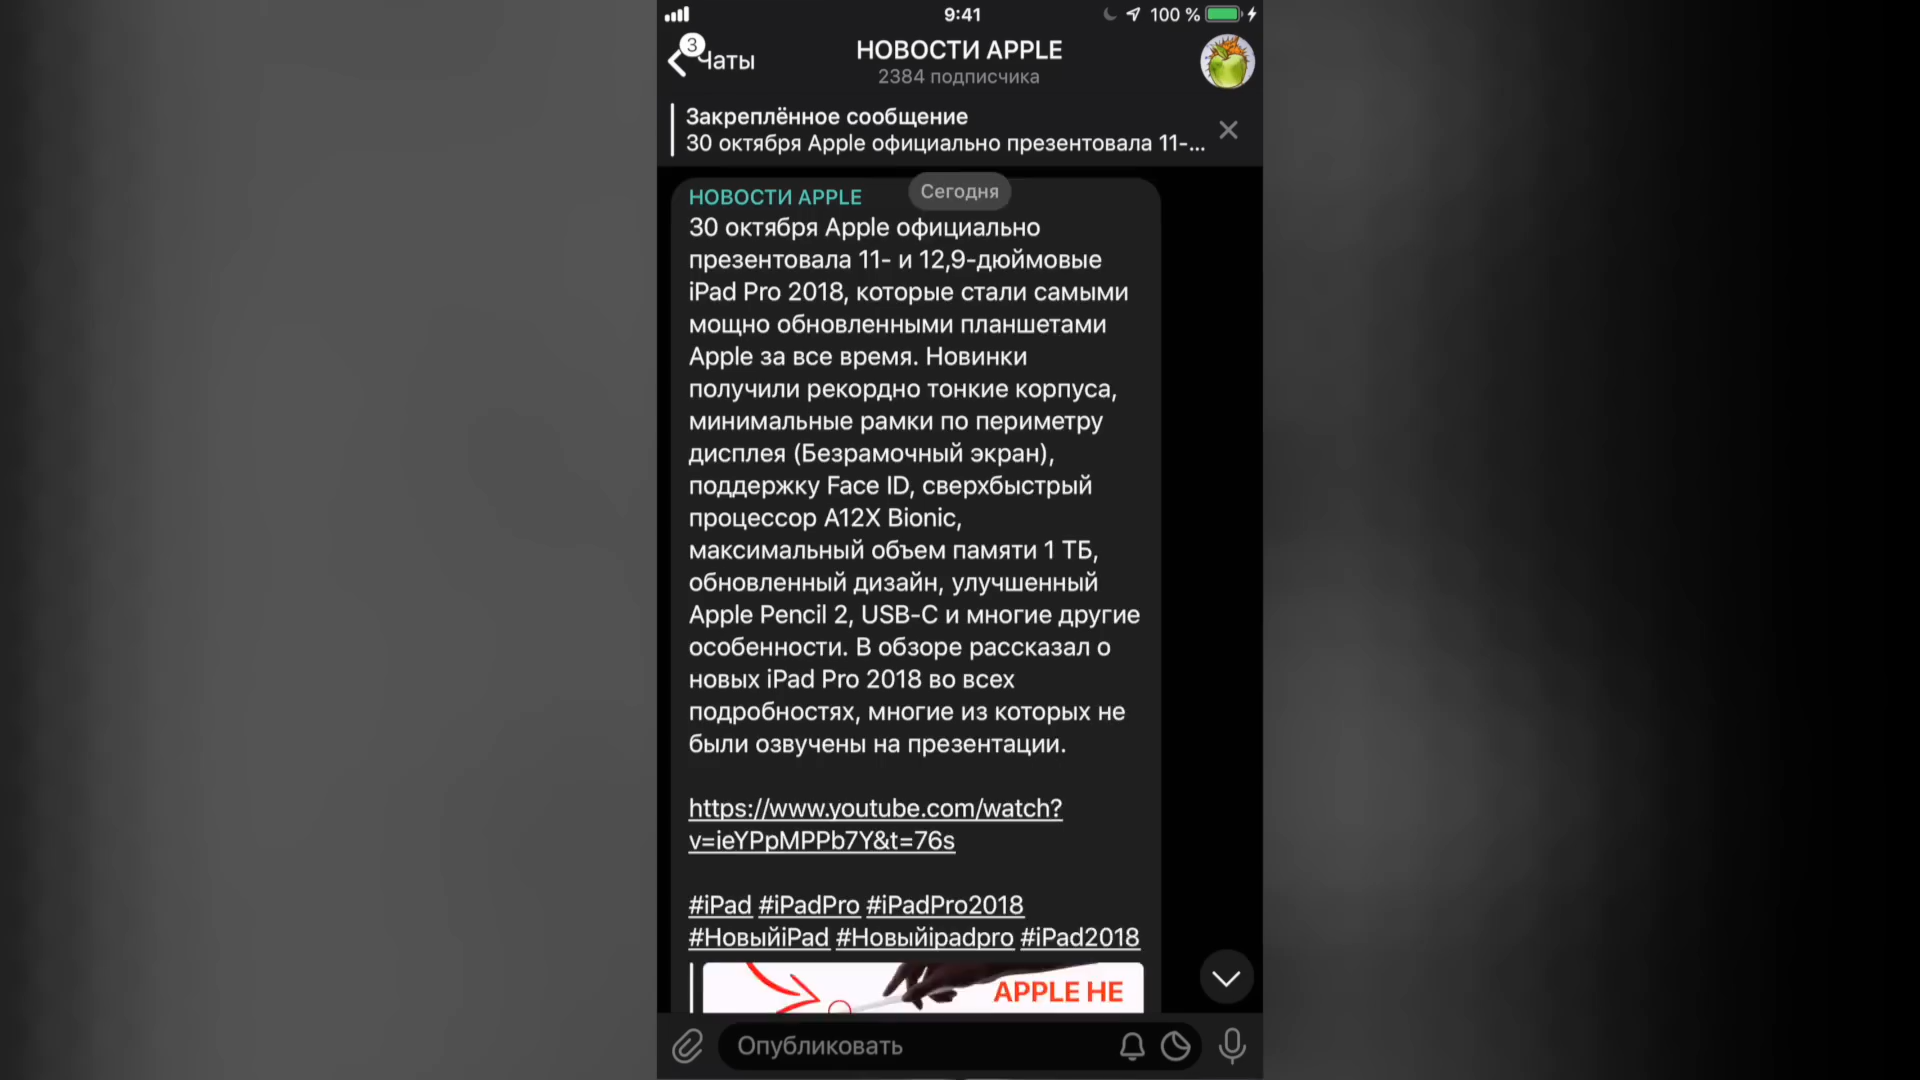 9:41
100 %
3
Чаты
НОВОСТИ APPLE
2384 подписчика
Закреплённое сообщение
30 октября Apple официально презентовала 11-...
Сегодня
НОВОСТИ APPLE
30 октября Apple официально
презентовала 11- и 12,9-дюймовые
iPad Pro 2018, которые стали самыми
мощно обновленными планшетами
Apple за все время. Новинки
получили рекордно тонкие корпуса,
минимальные рамки по периметру
дисплея (Безрамочный экран),
поддержку Face ID, сверхбыстрый
процессор A12X Bionic,
максимальный объем памяти 1 ТБ,
обновленный дизайн, улучшенный
Apple Pencil 2, USB-C и многие другие
особенности. В обзоре рассказал о
новых iPad Pro 2018 во всех
подробностях, многие из которых не
были озвучены на презентации.
https://www.youtube.com/watch?
v=ieYPpMPPb7Y&t=76s
#iPad #iPadPro #iPadPro2018
#НовыйiPad #Новыйipadpro #iPad2018
APPLE НЕ
Опубликовать